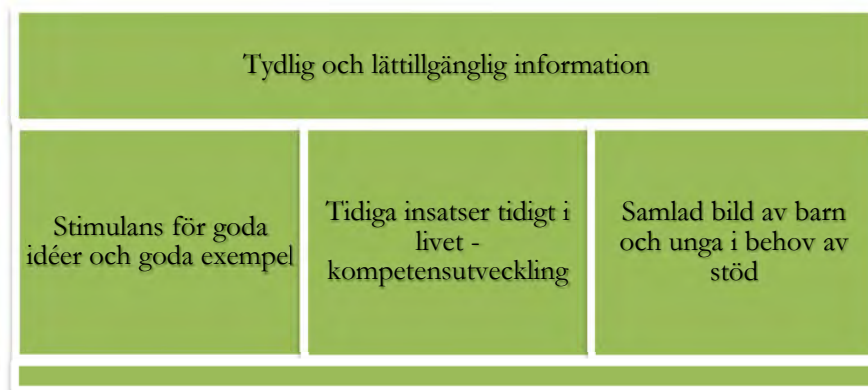 Tydlig och lättillgänglig information
Stimulans för goda
idéer och goda exempel
Tidiga insatser tidigt i
livet -
kompetensutveckling
Samlad bild av barn
och unga i behov av
stöd